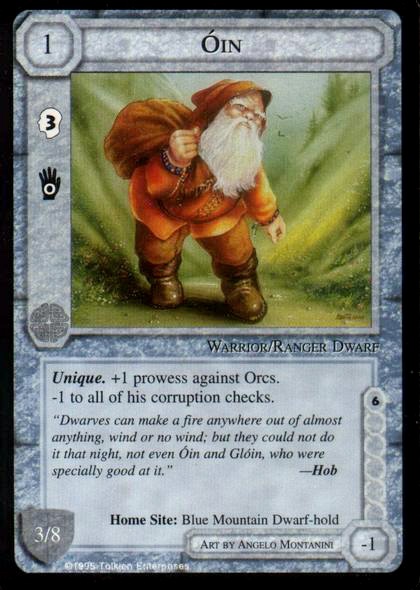 1
ÓIN
3
0
WARRIOR/RANGER DWARF
Unique. +1 prowess against Orcs.
-1 to all of his corruption checks.
“Dwarves can make a fire anywhere out of almost
anything, wind or no wind; but they could not do
it that night, not even Óin and Glóin, who were
specially good at it.” —Hob
6
Home Site: Blue Mountain Dwarf-hold
3/8
ART BY ANGELO MONTANINI
-1
©1995 Tolkien Enterprises